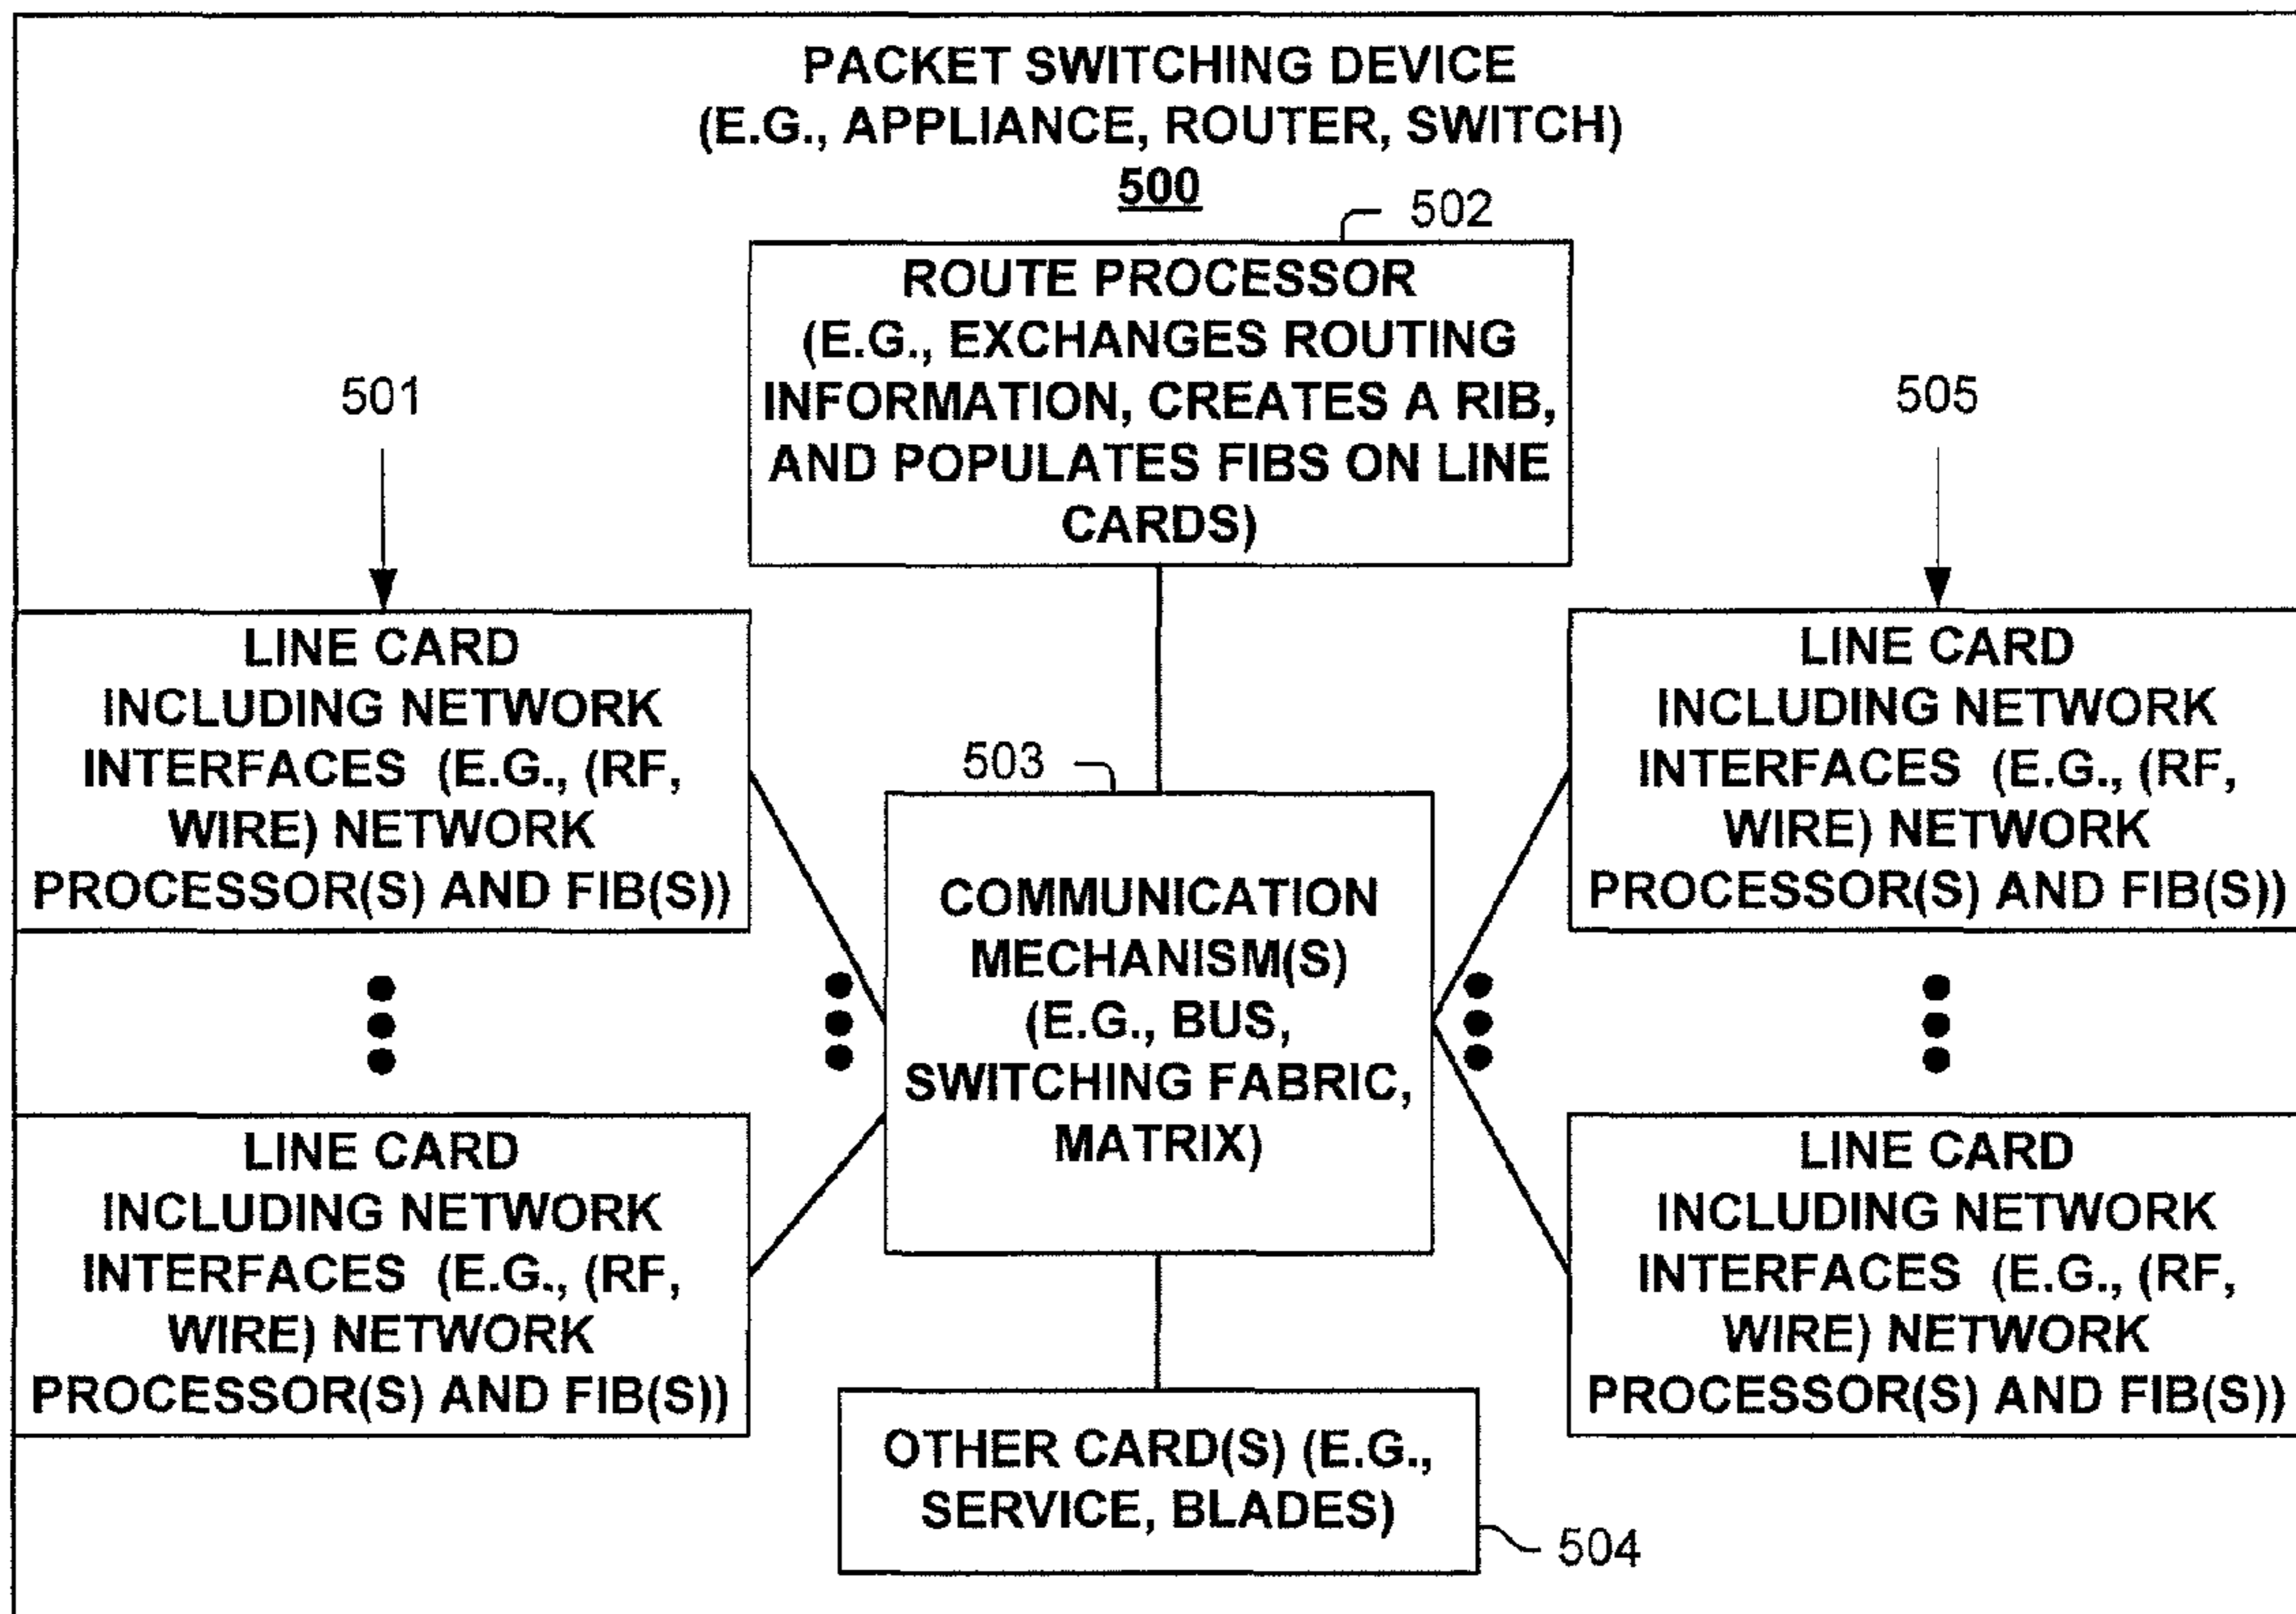 PACKET SWITCHING DEVICE
(E.G., APPLIANCE, ROUTER, SWITCH)
500
502
ROUTE PROCESSOR
(E.G., EXCHANGES ROUTING
INFORMATION, CREATES A RIB,
AND POPULATES FIBS ON LINE
CARDS)
501
505
LINE CARD
INCLUDING NETWORK
INTERFACES (E.G., (RF,
WIRE) NETWORK
PROCESSOR(S) AND FIB(S))
LINE CARD
INCLUDING NETWORK
INTERFACES (E.G., (RF,
WIRE) NETWORK
PROCESSOR(S) AND FIB(S))
503
COMMUNICATION
MECHANISM(S)
(E.G., BUS,
SWITCHING FABRIC,
MATRIX)
LINE CARD
INCLUDING NETWORK
INTERFACES (E.G., (RF,
WIRE) NETWORK
PROCESSOR(S) AND FIB(S))
LINE CARD
INCLUDING NETWORK
INTERFACES (E.G., (RF,
WIRE) NETWORK
PROCESSOR(S) AND FIB(S))
OTHER CARD(S) (E.G.,
SERVICE, BLADES)
504